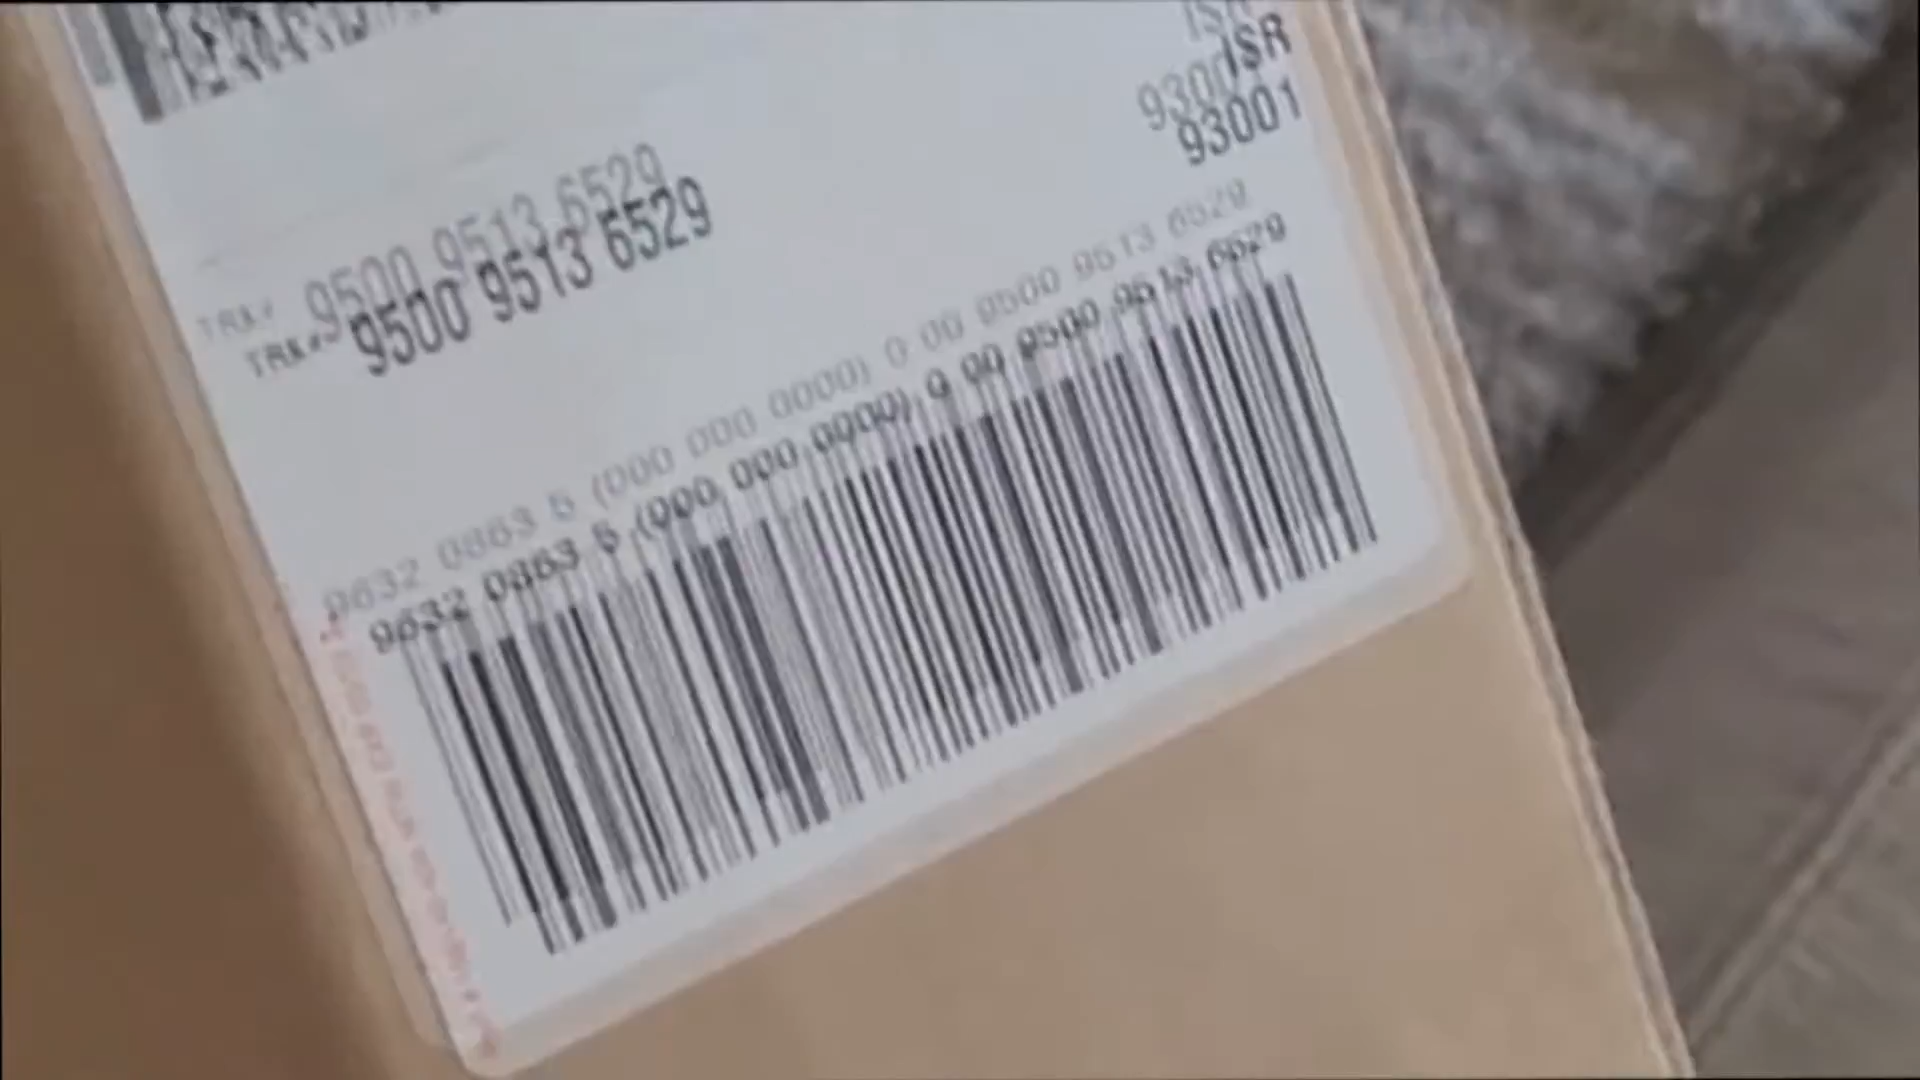 ISR
93001
TRK# 9500 9513 6529
9632 0863 5 (000 000 0000) 0 00 9500 9513 6529